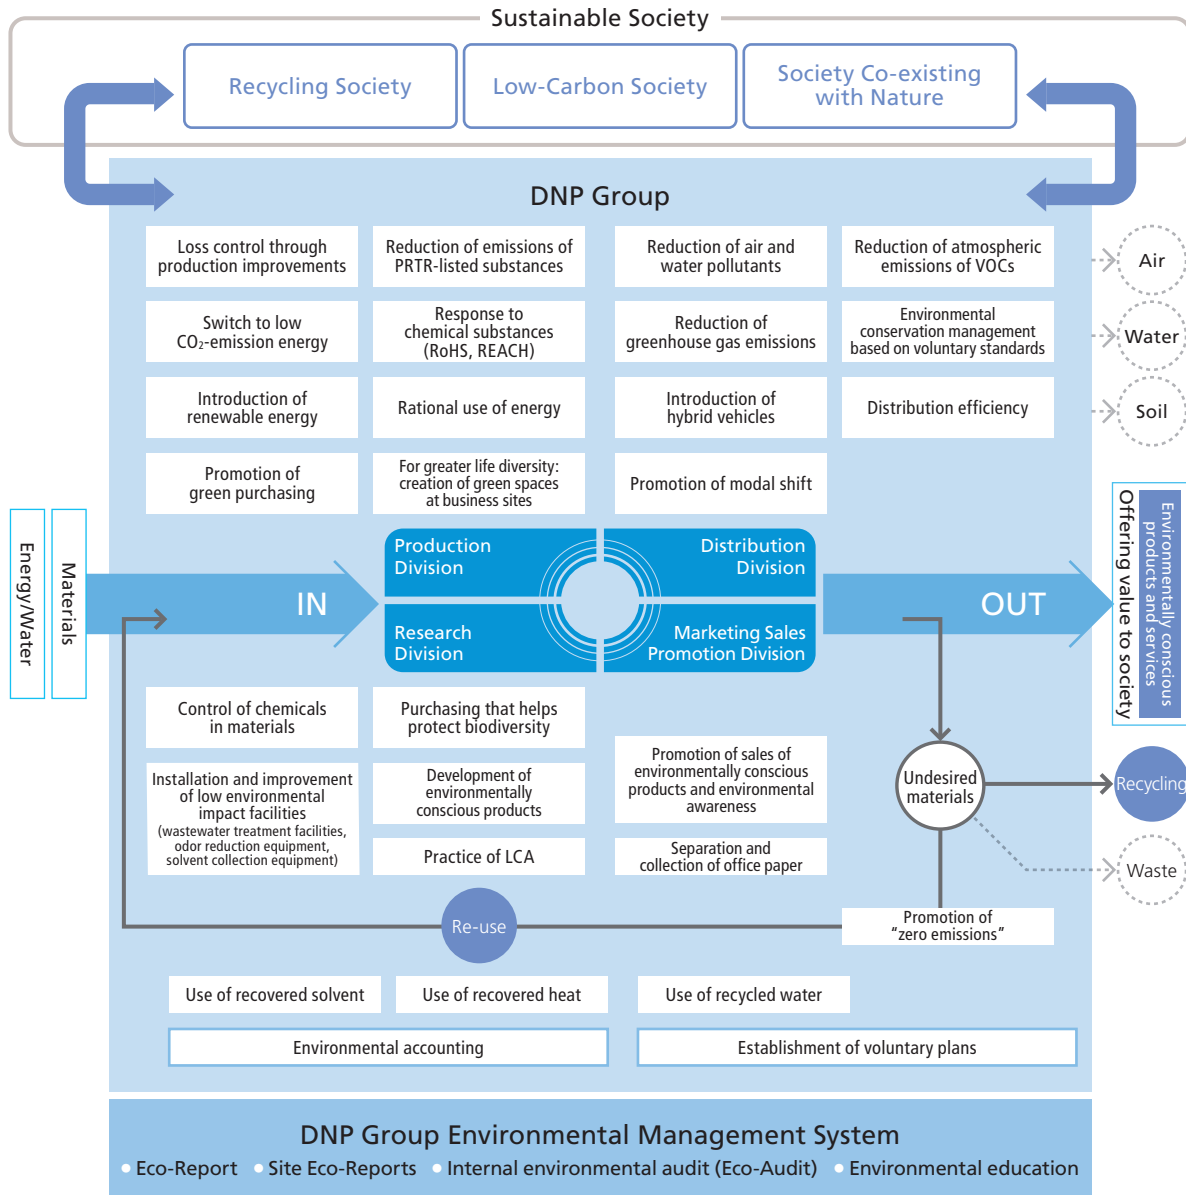 Sustainable Society
Recycling Society
Low-Carbon Society
Society Co-existing
with Nature
DNP Group
Loss control through
production improvements
Reduction of emissions of
PRTR-listed substances
Reduction of air and
water pollutants
Reduction of atmospheric
emissions of VOCs
Air
Switch to low
CO₂-emission energy
Response to
chemical substances
(RoHS, REACH)
Reduction of
greenhouse gas emissions
Environmental
conservation management
based on voluntary standards
Water
Introduction of
renewable energy
Rational use of energy
Introduction of
hybrid vehicles
Distribution efficiency
Soil
Promotion of
green purchasing
For greater life diversity:
creation of green spaces
at business sites
Promotion of modal shift
Energy/Water
Materials
IN
Production
Division
Distribution
Division
Research
Division
Marketing Sales
Promotion Division
OUT
Environmentally conscious
products and services
Offering value to society
Control of chemicals
in materials
Purchasing that helps
protect biodiversity
Installation and improvement
of low environmental
impact facilities
(wastewater treatment facilities,
odor reduction equipment,
solvent collection equipment)
Development of
environmentally
conscious products
Promotion of sales of
environmentally conscious
products and environmental
awareness
Undesired
materials
Recycling
Practice of LCA
Separation and
collection of office paper
Waste
Re-use
Promotion of
“zero emissions”
Use of recovered solvent
Use of recovered heat
Use of recycled water
Environmental accounting
Establishment of voluntary plans
DNP Group Environmental Management System
● Eco-Report ● Site Eco-Reports ● Internal environmental audit (Eco-Audit) ● Environmental education